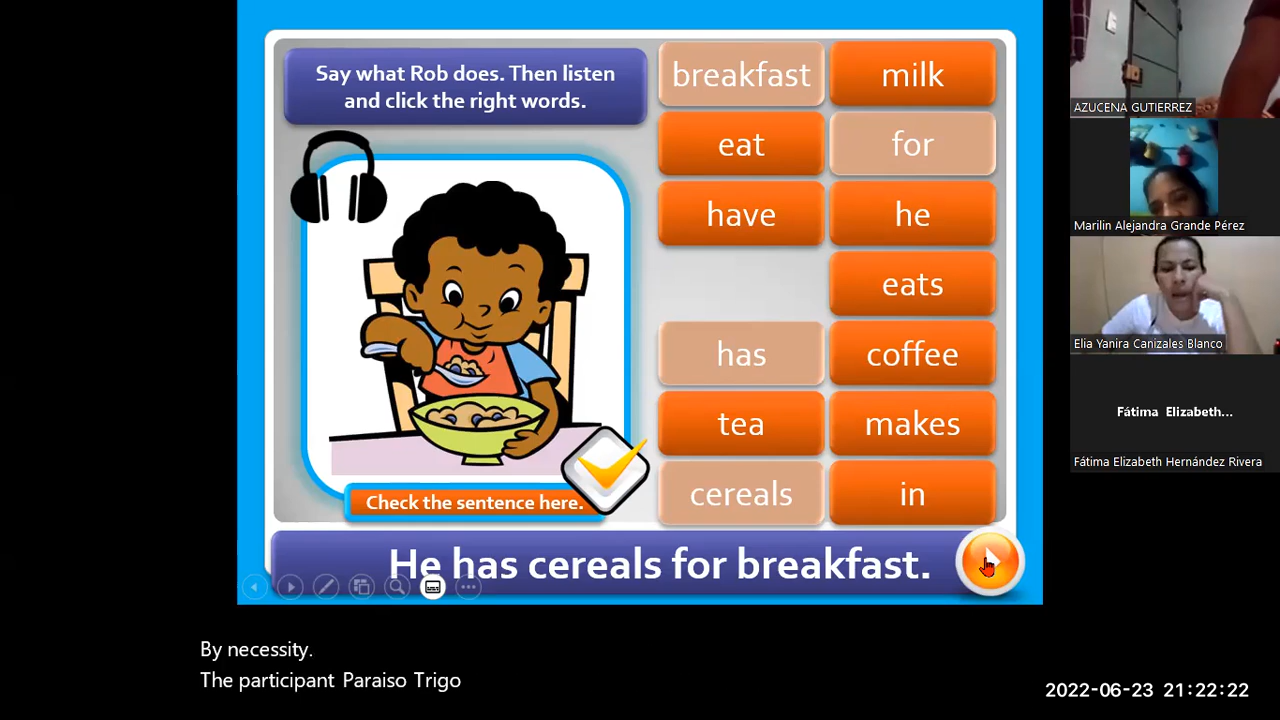 Say what Rob does. Then listen
and click the right words.
breakfast
milk
eat
for
have
he
eats
has
coffee
tea
makes
cereals
in
Check the sentence here.
He has cereals for breakfast.
By necessity.
The participant Paraiso Trigo
AZUCENA GUTIERREZ
Marilin Alejandra Grande Pérez
Elia Yanira Canizales Blanco
Fátima Elizabeth...
Fátima Elizabeth Hernández Rivera
2022-06-23 21:22:22